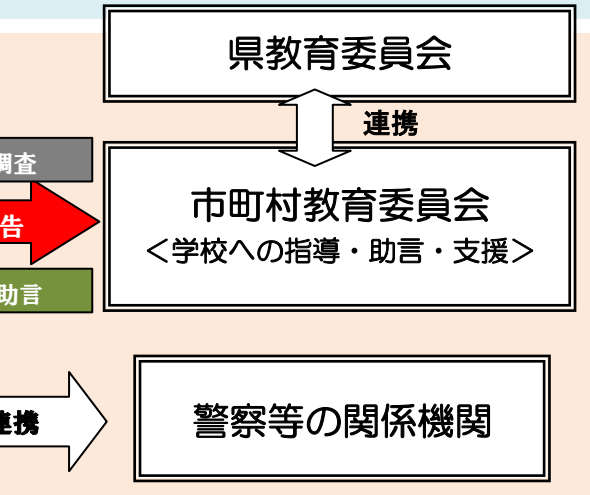 県教育委員会
連携
調査
市町村教育委員会
告
＜学校への指導・助言・支援＞
助言
連携
警察等の関係機関